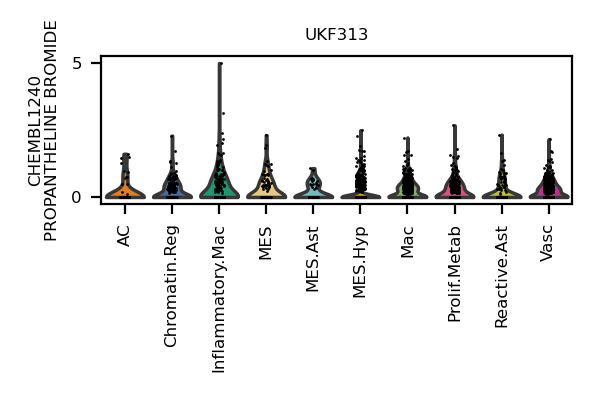 UKF313
CHEMBL1240
PROPANTHELINE BROMIDE
5
0
AC
Chromatin.Reg
Inflammatory.Mac
MES
MES.Ast
MES.Hyp
Mac
Prolif.Metab
Reactive.Ast
Vasc